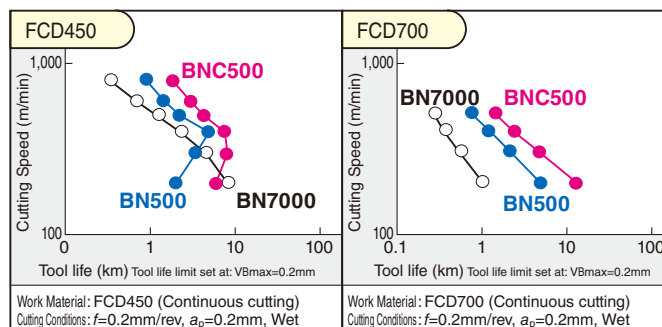 FCD450
Cutting Speed (m/min)
1,000
100
BNC500
BN500
BN7000
0
1
10
100
Tool life (km) Tool life limit set at: VBmax=0.2mm
Work Material: FCD450 (Continuous cutting)
Cutting Conditions: f=0.2mm/rev, ap=0.2mm, Wet
FCD700
Cutting Speed (m/min)
1,000
100
BN7000
BNC500
BN500
0.1
1
10
100
Tool life (km) Tool life limit set at: VBmax=0.2mm
Work Material: FCD700 (Continuous cutting)
Cutting Conditions: f=0.2mm/rev, ap=0.2mm, Wet